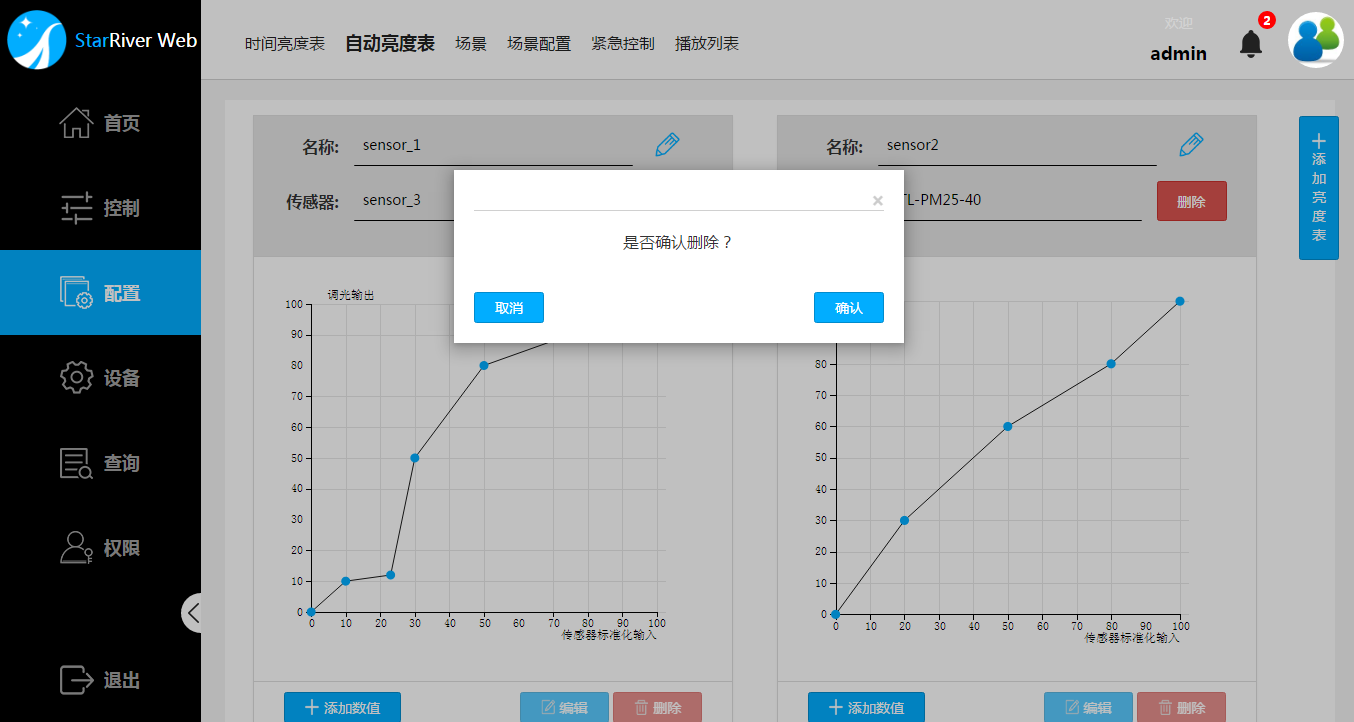 StarRiver Web
首页
控制
配置
设备
查询
权限
退出
时间亮度表 自动亮度表 场景 场景配置 紧急控制 播放列表
欢迎
admin
2
名称: sensor_1
传感器: sensor_3
名称: sensor2
TL-PM25-40 删除
添加亮度表
×
是否确认删除？
取消 确认
调光输出
100
90
80
70
60
50
40
30
20
10
0
0 10 20 30 40 50 60 70 80 90 100
传感器标准化输入
80
70
60
50
40
30
20
10
0
0 10 20 30 40 50 60 70 80 90 100
传感器标准化输入
添加数值 编辑 删除
添加数值 编辑 删除